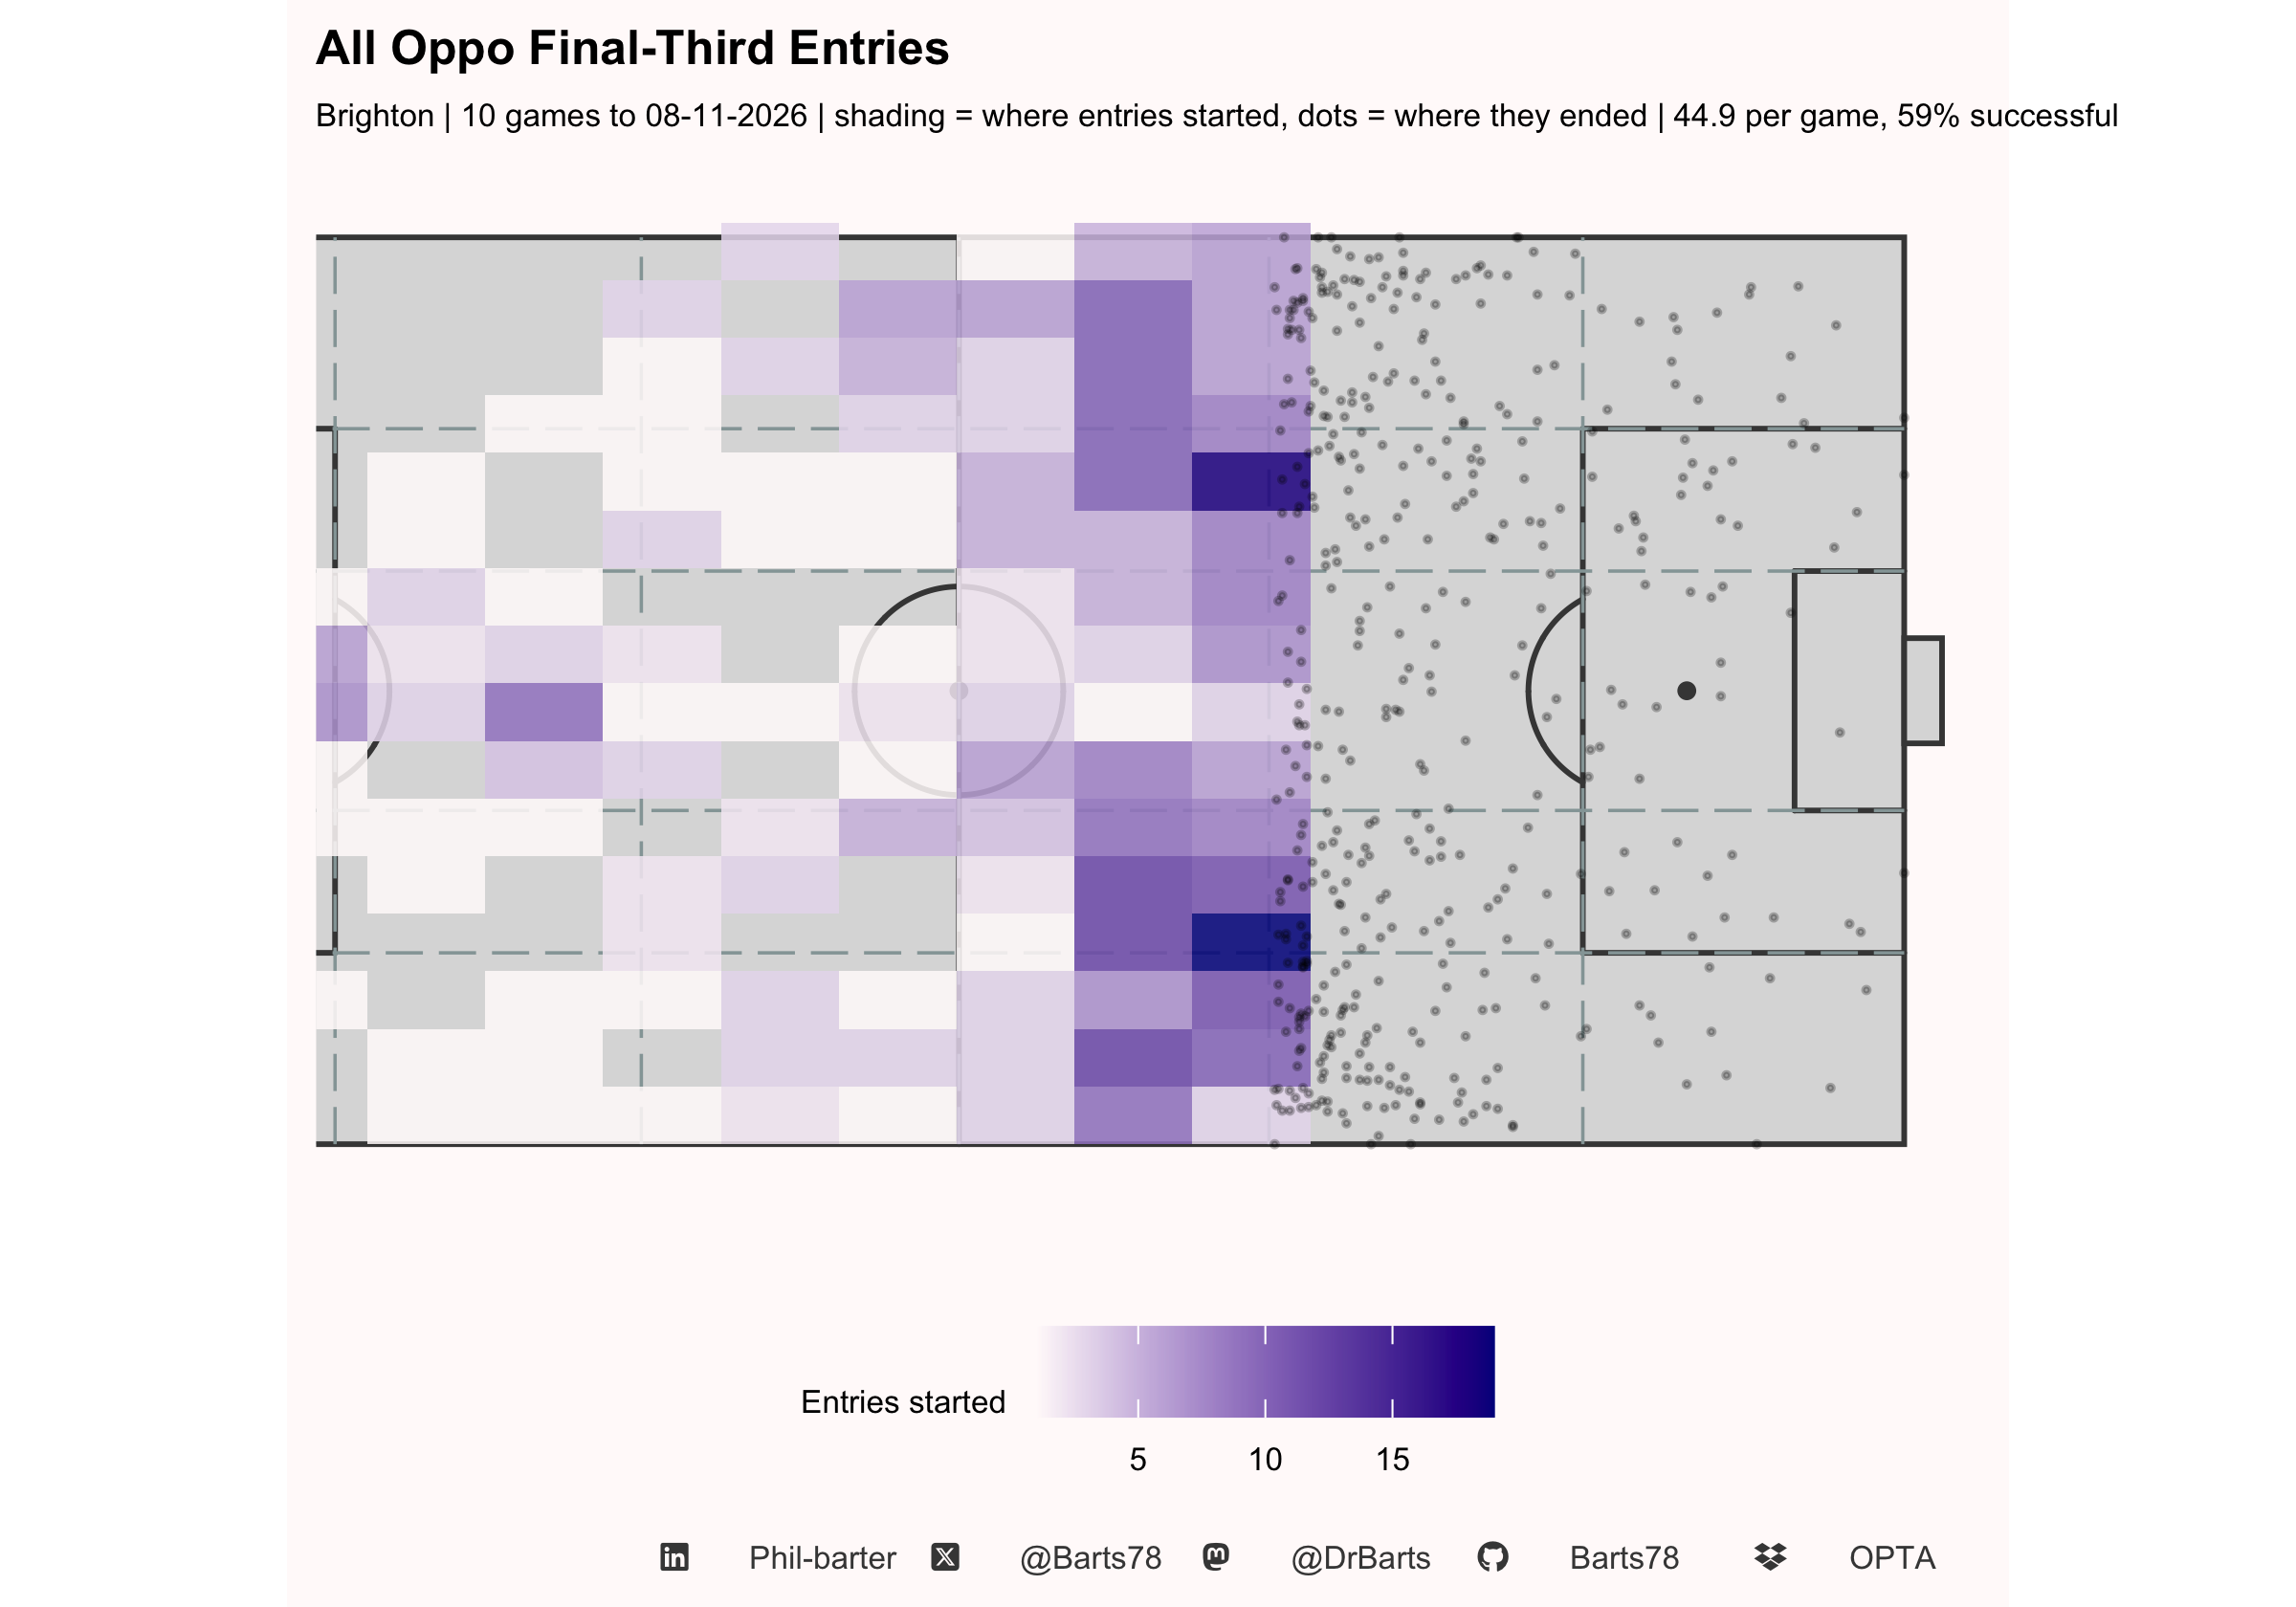 All Oppo Final-Third Entries
Brighton | 10 games to 08-11-2026 | shading = where entries started, dots = where they ended | 44.9 per game, 59% successful
Entries started
5 10 15
Phil-barter @Barts78 @DrBarts Barts78 OPTA